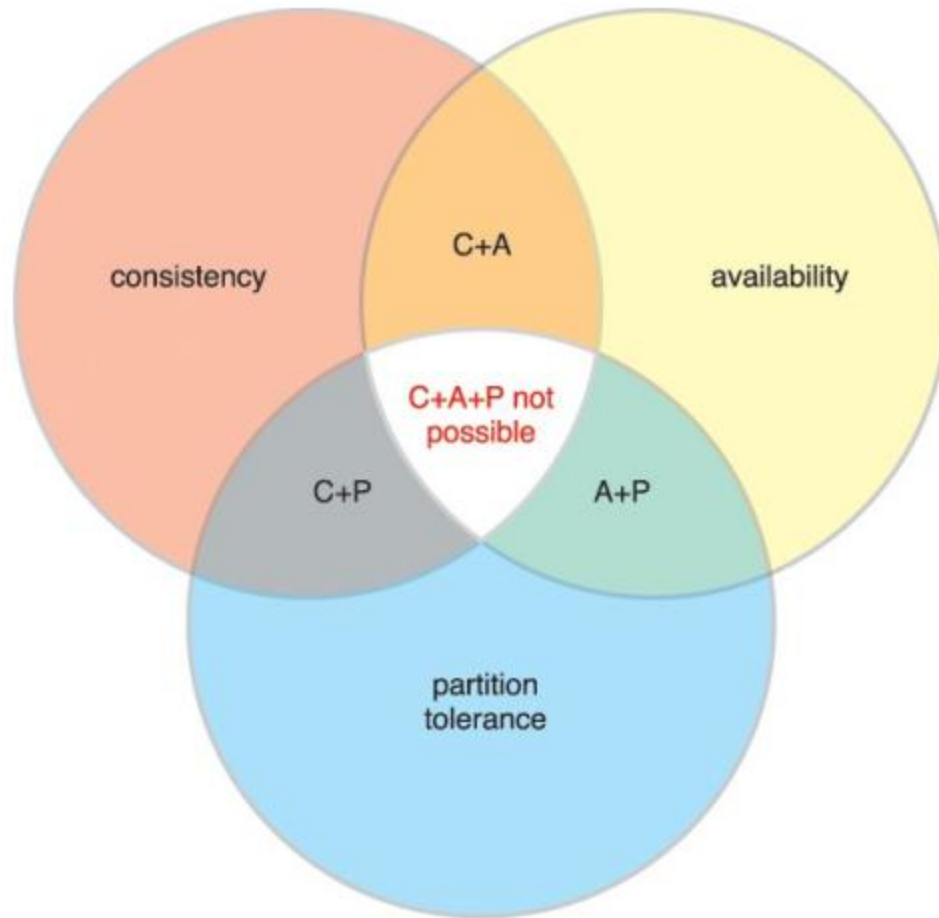 C+A
consistency
availability
C+A+P not
possible
C+P
A+P
partition
tolerance